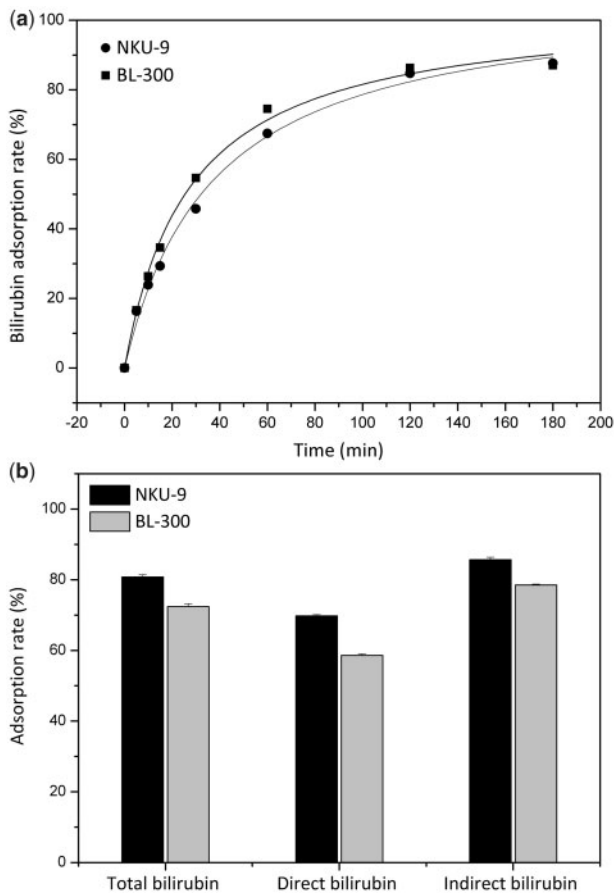 (a)
100
80
60
40
20
0
Bilirubin adsorption rate (%)
NKU-9
BL-300
-20 0 20 40 60 80 100 120 140 160 180 200
Time (min)
(b)
100
80
60
40
20
0
Adsorption rate (%)
NKU-9
BL-300
Total bilirubin Direct bilirubin Indirect bilirubin